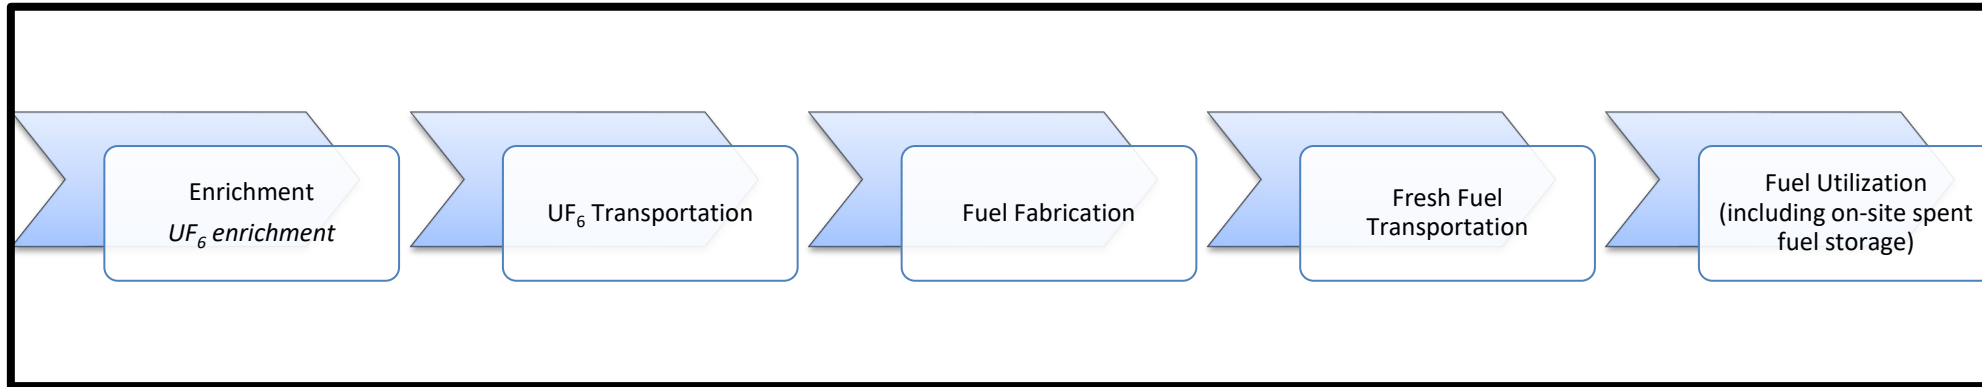 Enrichment
UF₆ enrichment
UF₆ Transportation
Fuel Fabrication
Fresh Fuel
Transportation
Fuel Utilization
(including on-site spent
fuel storage)